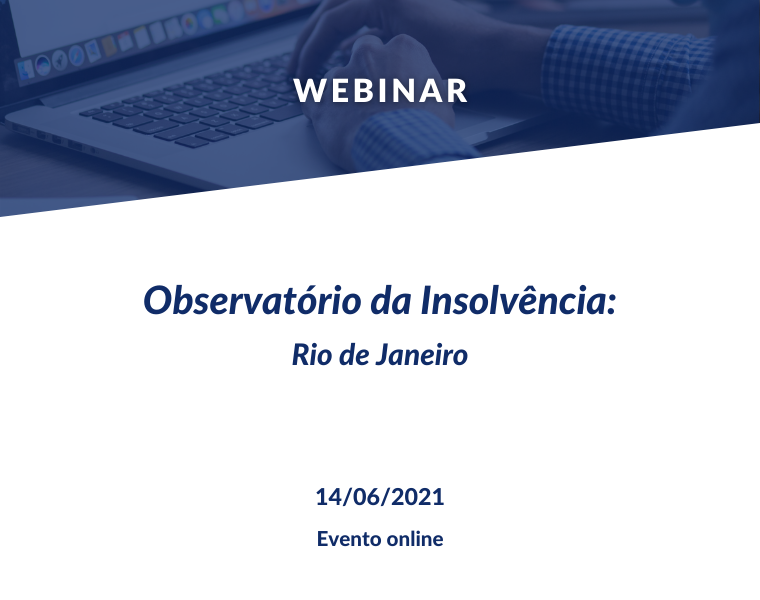 WEBINAR
Observatório da Insolvência:
Rio de Janeiro
14/06/2021
Evento online